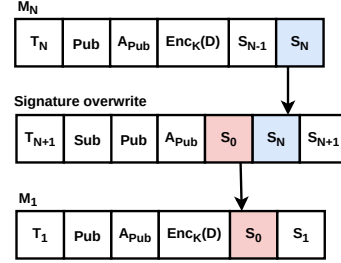 M_N
T_N Pub A_Pub Enc_K(D) S_N-1 S_N
Signature overwrite
T_N+1 Sub Pub A_Pub S_0 S_N S_N+1
M_1
T_1 Pub A_Pub Enc_K(D) S_0 S_1